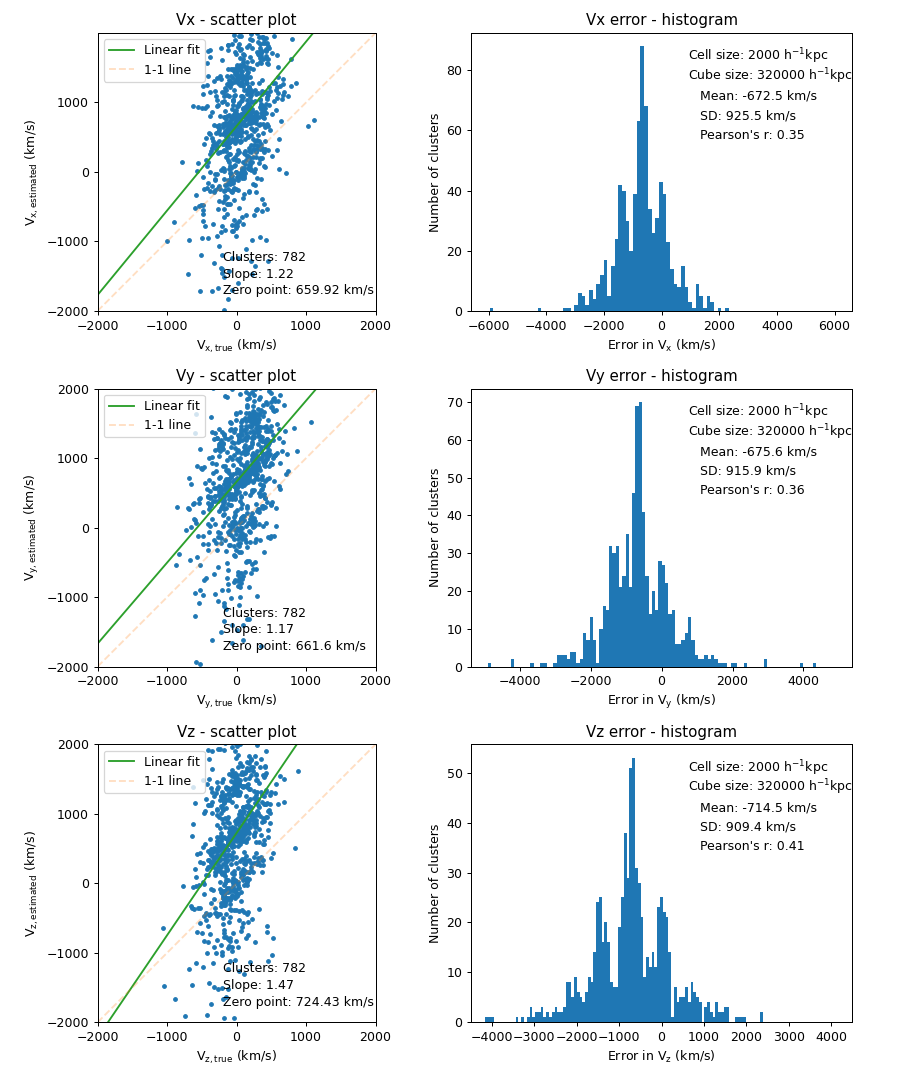 Vx - scatter plot
Linear fit
1-1 line
1000
0
−1000
−2000
V_x, estimated (km/s)
Clusters: 782
Slope: 1.22
Zero point: 659.92 km/s
−2000 −1000 0 1000 2000
V_x, true (km/s)
Vx error - histogram
Cell size: 2000 h⁻¹kpc
Cube size: 320000 h⁻¹kpc
Mean: -672.5 km/s
SD: 925.5 km/s
Pearson's r: 0.35
80
60
40
20
0
Number of clusters
−6000 −4000 −2000 0 2000 4000 6000
Error in V_x (km/s)
Vy - scatter plot
Linear fit
1-1 line
2000
1000
0
−1000
−2000
V_y, estimated (km/s)
Clusters: 782
Slope: 1.17
Zero point: 661.6 km/s
−2000 −1000 0 1000 2000
V_y, true (km/s)
Vy error - histogram
Cell size: 2000 h⁻¹kpc
Cube size: 320000 h⁻¹kpc
Mean: -675.6 km/s
SD: 915.9 km/s
Pearson's r: 0.36
70
60
50
40
30
20
10
0
Number of clusters
−4000 −2000 0 2000 4000
Error in V_y (km/s)
Vz - scatter plot
Linear fit
1-1 line
2000
1000
0
−1000
−2000
V_z, estimated (km/s)
Clusters: 782
Slope: 1.47
Zero point: 724.43 km/s
−2000 −1000 0 1000 2000
V_z, true (km/s)
Vz error - histogram
Cell size: 2000 h⁻¹kpc
Cube size: 320000 h⁻¹kpc
Mean: -714.5 km/s
SD: 909.4 km/s
Pearson's r: 0.41
50
40
30
20
10
0
Number of clusters
−4000 −3000 −2000 −1000 0 1000 2000 3000 4000
Error in V_z (km/s)